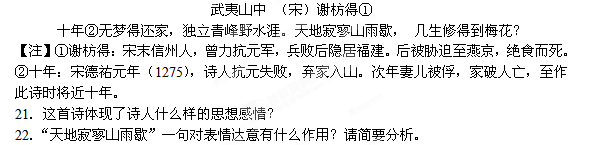 武夷山中 （宋）谢枋得①
十年②无梦得还家，独立青峰野水涯。天地寂寥山雨歇， 几生修得到梅花？
【注】①谢枋得：宋末信州人，曾力抗元军，兵败后隐居福建。后被胁迫至燕京，绝食而死。
②十年：宋德祐元年（1275），诗人抗元失败，弃家入山。次年妻儿被俘，家破人亡，至作
此诗时将近十年。
21．这首诗体现了诗人什么样的思想感情？
22．“天地寂寥山雨歇”一句对表情达意有什么作用？请简要分析。